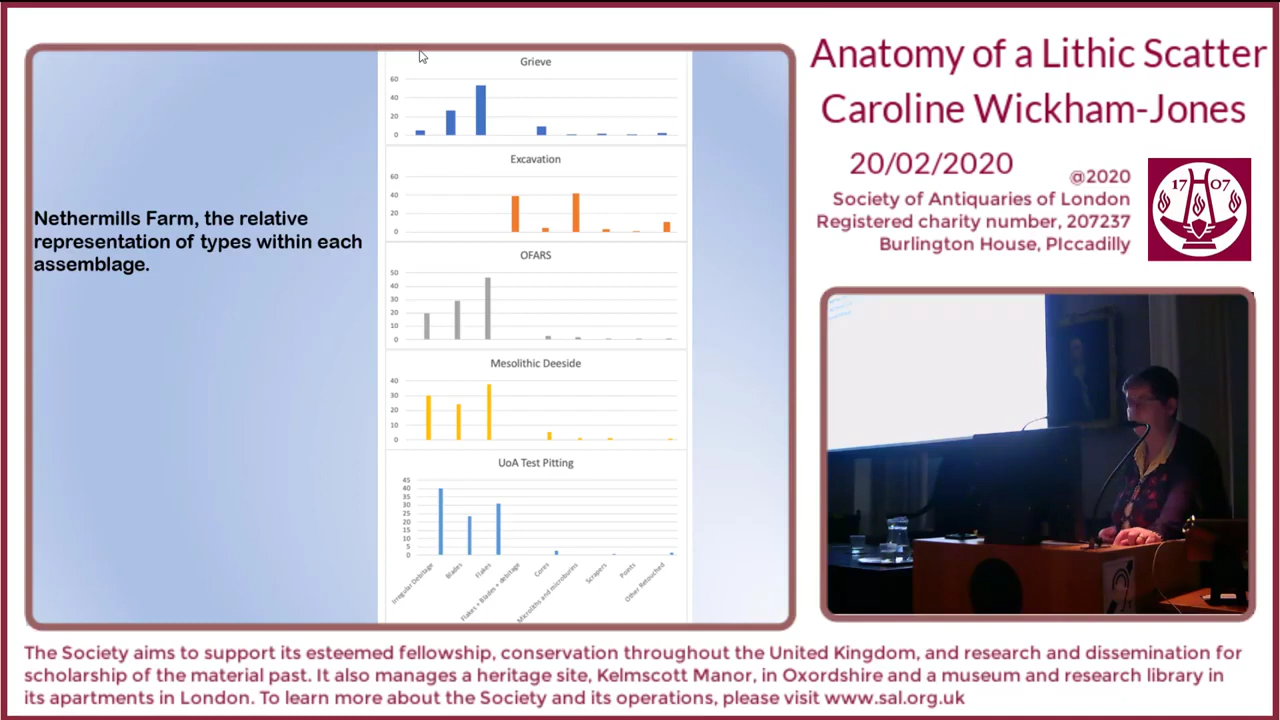 Nethermills Farm, the relative
representation of types within each
assemblage.
Grieve
60
40
20
0
Excavation
60
40
20
0
OFARS
50
40
30
20
10
0
Mesolithic Deeside
40
30
20
10
0
UoA Test Pitting
45
40
35
30
25
20
15
10
5
0
Irregular Debitage
Blades
Flakes
Flakes + Blades + debitage
Cores
Microliths and microburins
Scrapers
Points
Other Retouched
Anatomy of a Lithic Scatter
Caroline Wickham-Jones
20/02/2020
@2020
Society of Antiquaries of London
Registered charity number, 207237
Burlington House, PIccadilly
17 07
The Society aims to support its esteemed fellowship, conservation throughout the United Kingdom, and research and dissemination for
scholarship of the material past. It also manages a heritage site, Kelmscott Manor, in Oxordshire and a museum and research library in
its apartments in London. To learn more about the Society and its operations, please visit www.sal.org.uk